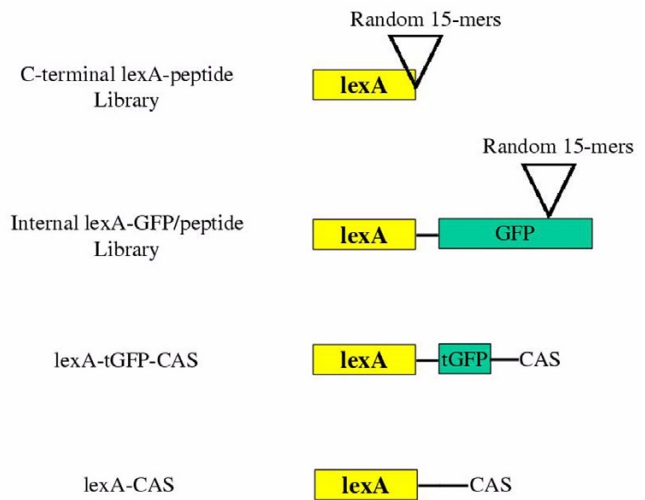 Random 15-mers
C-terminal lexA-peptide
Library
lexA
Random 15-mers
Internal lexA-GFP/peptide
Library
lexA
GFP
lexA-tGFP-CAS
lexA
tGFP
CAS
lexA-CAS
lexA
CAS